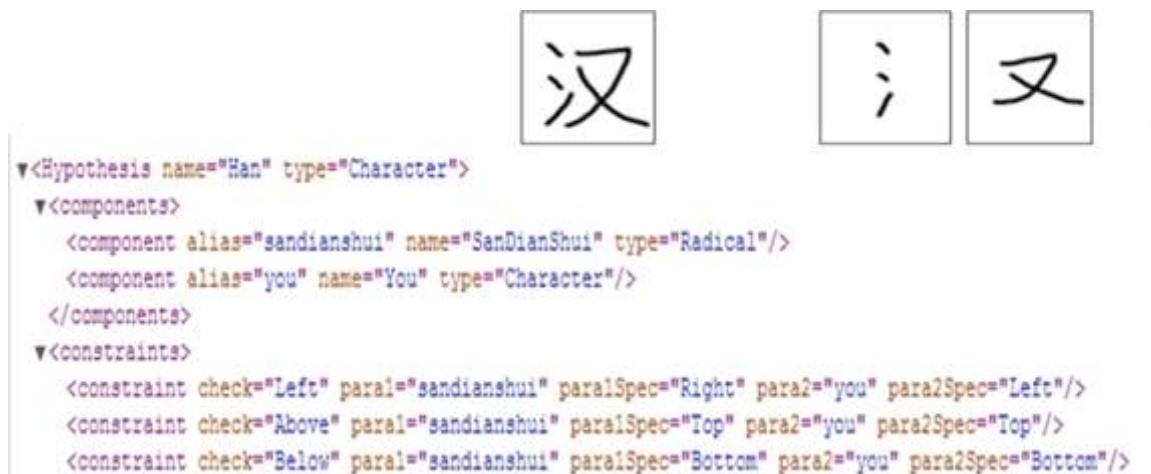 汉 氵 又
▼<Hypothesis name="Han" type="Character">
▼<components>
<component alias="sandianshui" name="SanDianShui" type="Radical"/>
<component alias="you" name="You" type="Character"/>
</components>
▼<constraints>
<constraint check="Left" para1="sandianshui" para1Spec="Right" para2="you" para2Spec="Left"/>
<constraint check="Above" para1="sandianshui" para1Spec="Top" para2="you" para2Spec="Top"/>
<constraint check="Below" para1="sandianshui" para1Spec="Bottom" para2="you" para2Spec="Bottom"/>